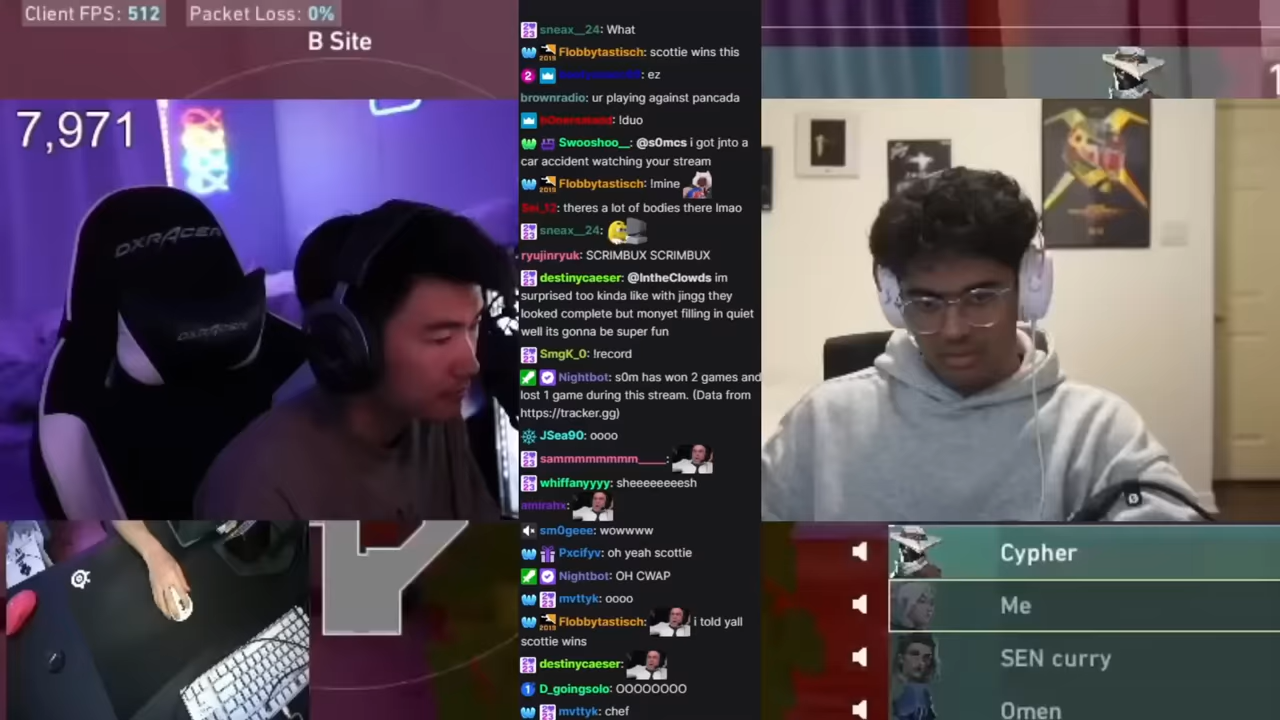 Client FPS: 512
Packet Loss: 0%
B Site
7,971
DXRACER
DXRACER
sneax__24: What
Flobbytastisch: scottie wins this
: ez
brownradio: ur playing against pancada
: !duo
Swooshoo__: @s0mcs i got jnto a
car accident watching your stream
Flobbytastisch: !mine
Sei_12: theres a lot of bodies there lmao
sneax__24:
ryujinryuk: SCRIMBUX SCRIMBUX
destinycaeser: @IntheClowds im
surprised too kinda like with jingg they
looked complete but monyet filling in quiet
well its gonna be super fun
SmgK_0: !record
Nightbot: s0m has won 2 games and
lost 1 game during this stream. (Data from
https://tracker.gg)
JSea90: oooo
sammmmmmm____:
whiffanyyyy: sheeeeeeesh
amirahx:
sm0geee: wowwww
Pxcifyv: oh yeah scottie
Nightbot: OH CWAP
mvttyk: oooo
Flobbytastisch: i told yall
scottie wins
destinycaeser:
D_goingsolo: OOOOOOOO
mvttyk: chef
Cypher
Me
SEN curry
Omen